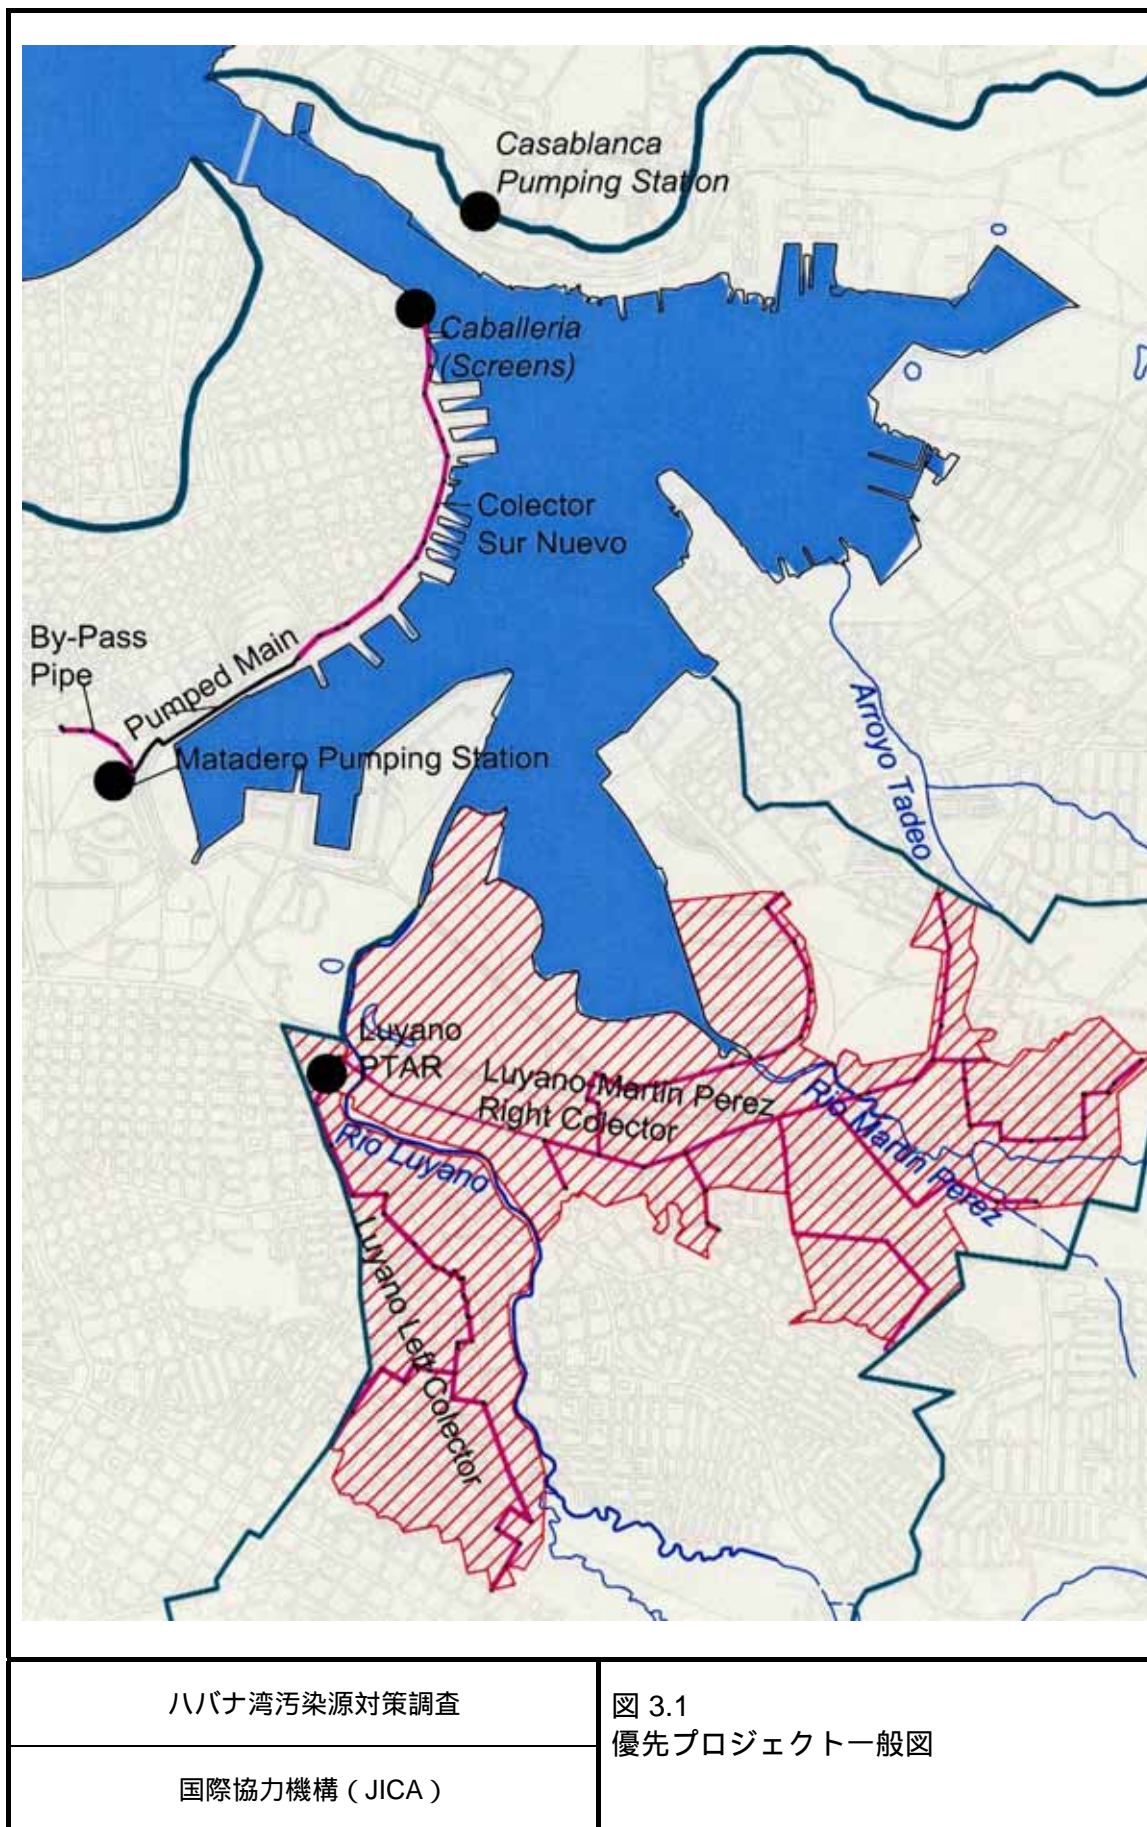 Casablanca
Pumping Station
Caballeria
(Screens)
Colector
Sur Nuevo
By-Pass
Pipe
Pumped Main
Matadero Pumping Station
Arroyo Tadeo
Luyano
PTAR
Luyano-Martin Perez
Right Colector
Rio Martin Perez
Rio Luyano
Luyano Left Colector
ハバナ湾汚染源対策調査
国際協力機構（JICA）
図 3.1
優先プロジェクト一般図